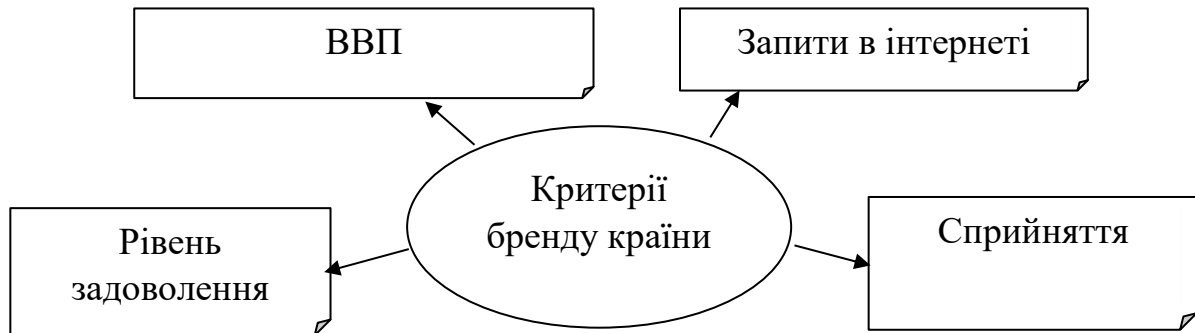 ВВП
Запити в інтернеті
Критерії
бренду країни
Рівень
задоволення
Сприйняття